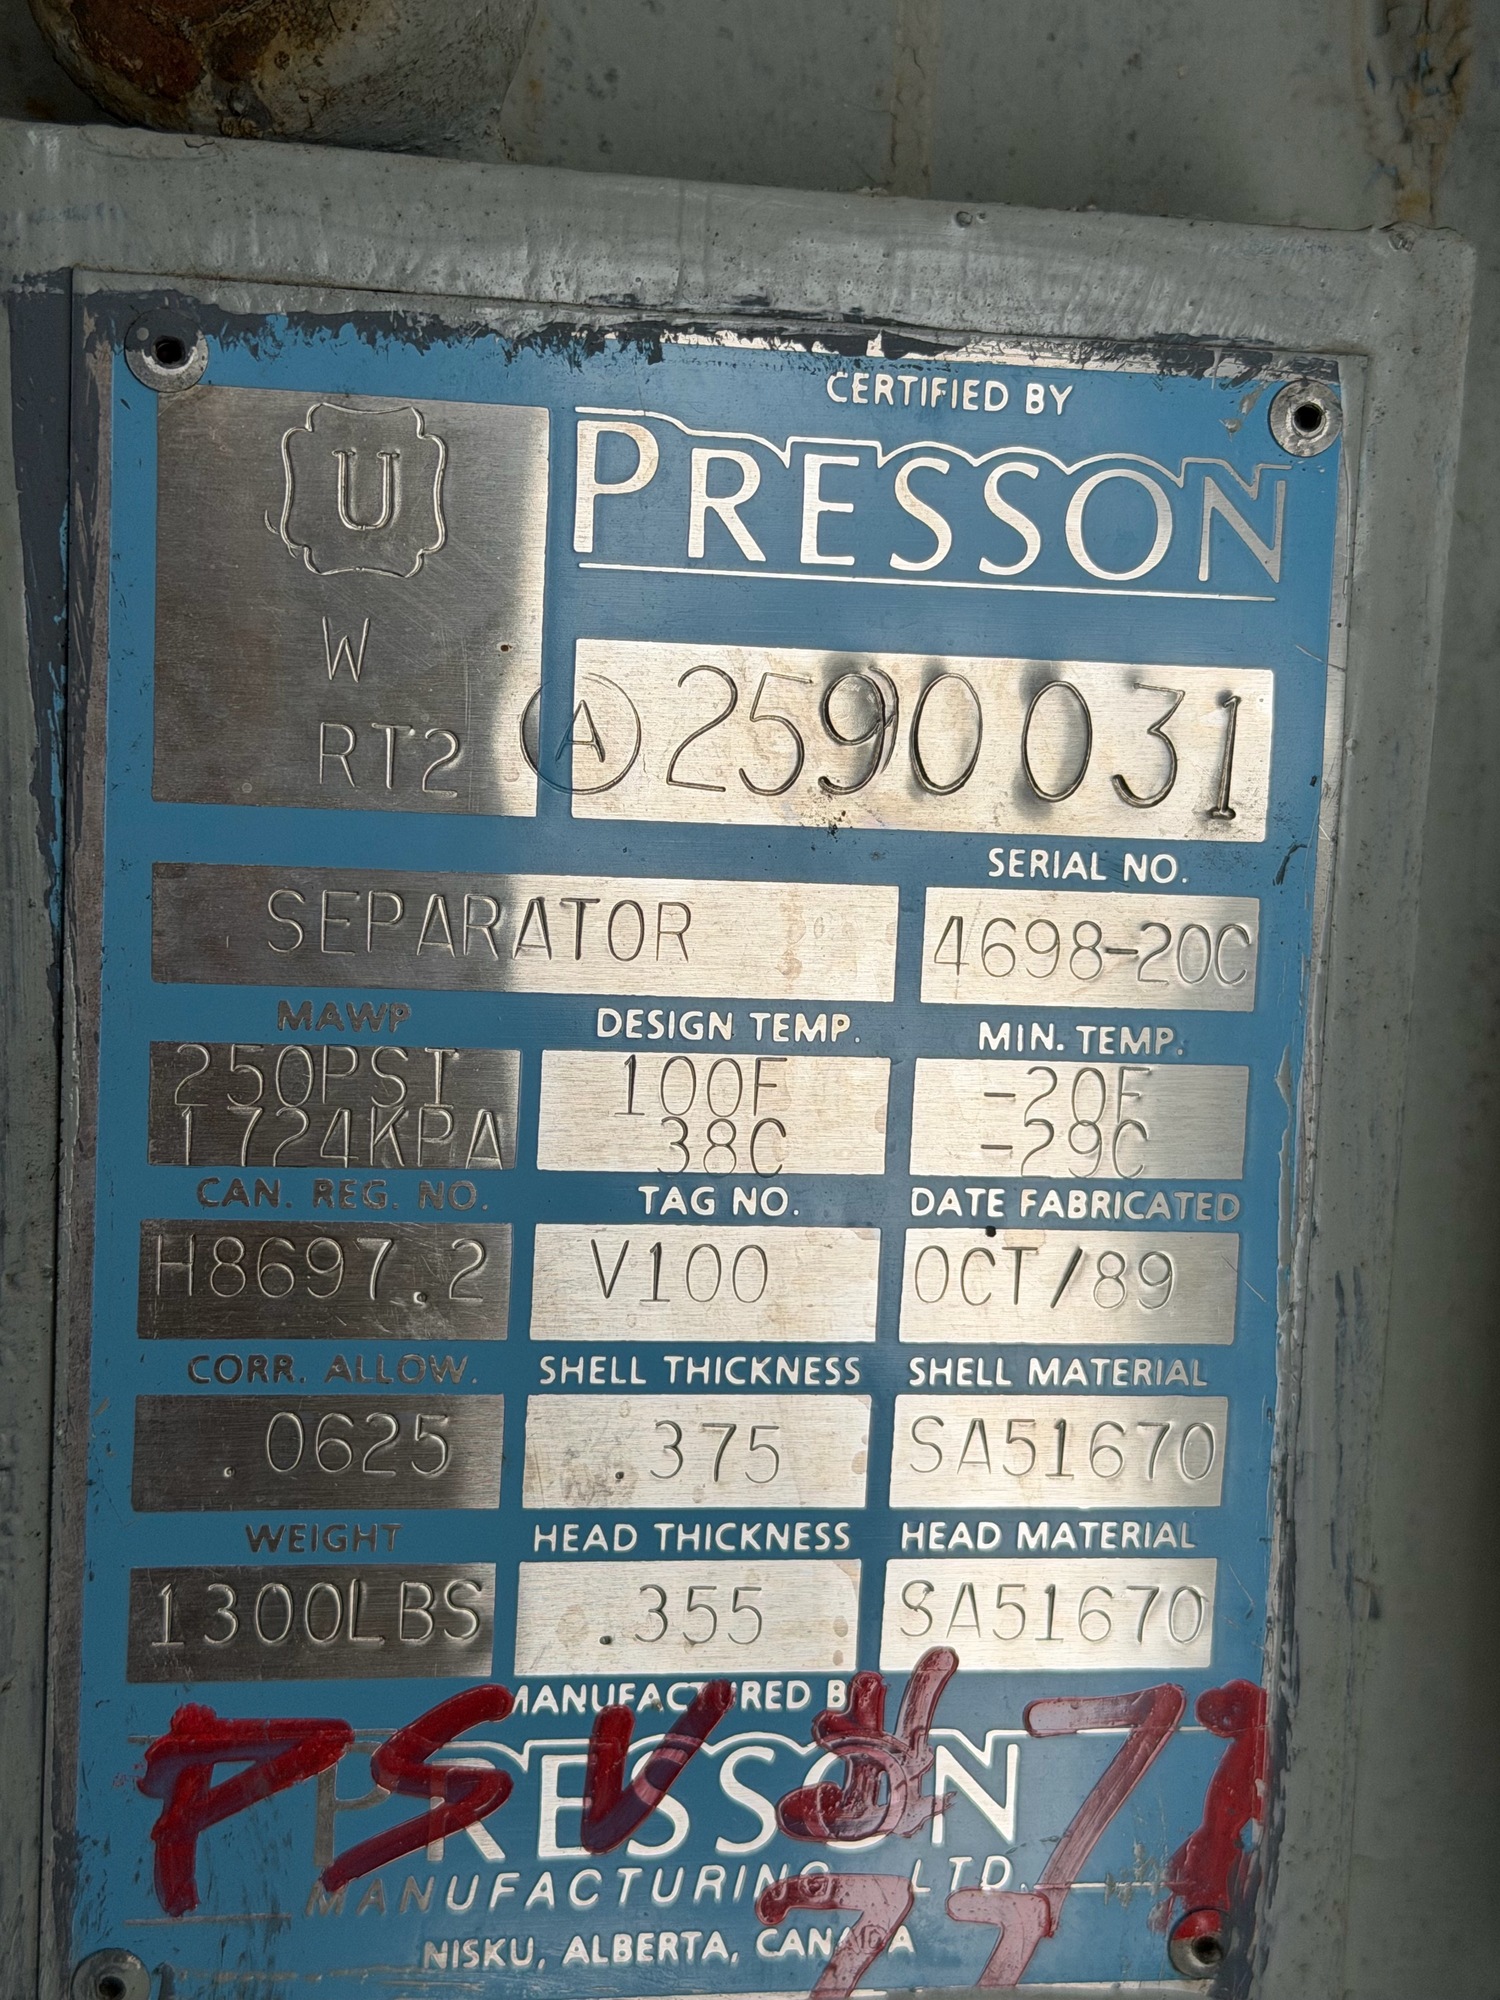 CERTIFIED BY
PRESSON
U
W
RT2
A 2590031
SERIAL NO.
SEPARATOR
4698-20C
MAWP
DESIGN TEMP.
MIN. TEMP.
250PSI
1724KPA
100F
38C
-20F
-29C
CAN. REG. NO.
TAG NO.
DATE FABRICATED
H8697.2
V100
OCT/89
CORR. ALLOW.
SHELL THICKNESS
SHELL MATERIAL
.0625
.375
SA51670
WEIGHT
HEAD THICKNESS
HEAD MATERIAL
1300LBS
.355
SA51670
MANUFACTURED BY
PRESSON
MANUFACTURING LTD.
NISKU, ALBERTA, CANADA
PSV # 71